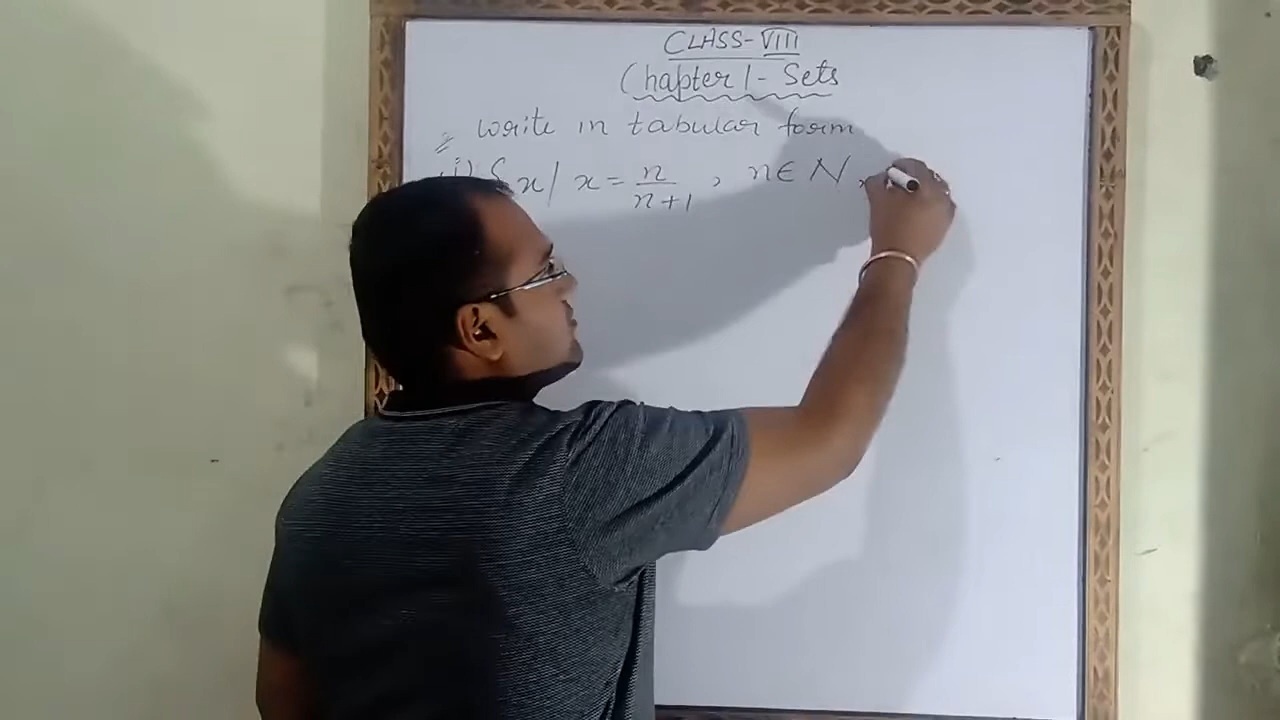 CLASS-VIII
Chapter 1- Sets
write in tabular form
i) { x / x = n/n+1 , n ∈ N ,